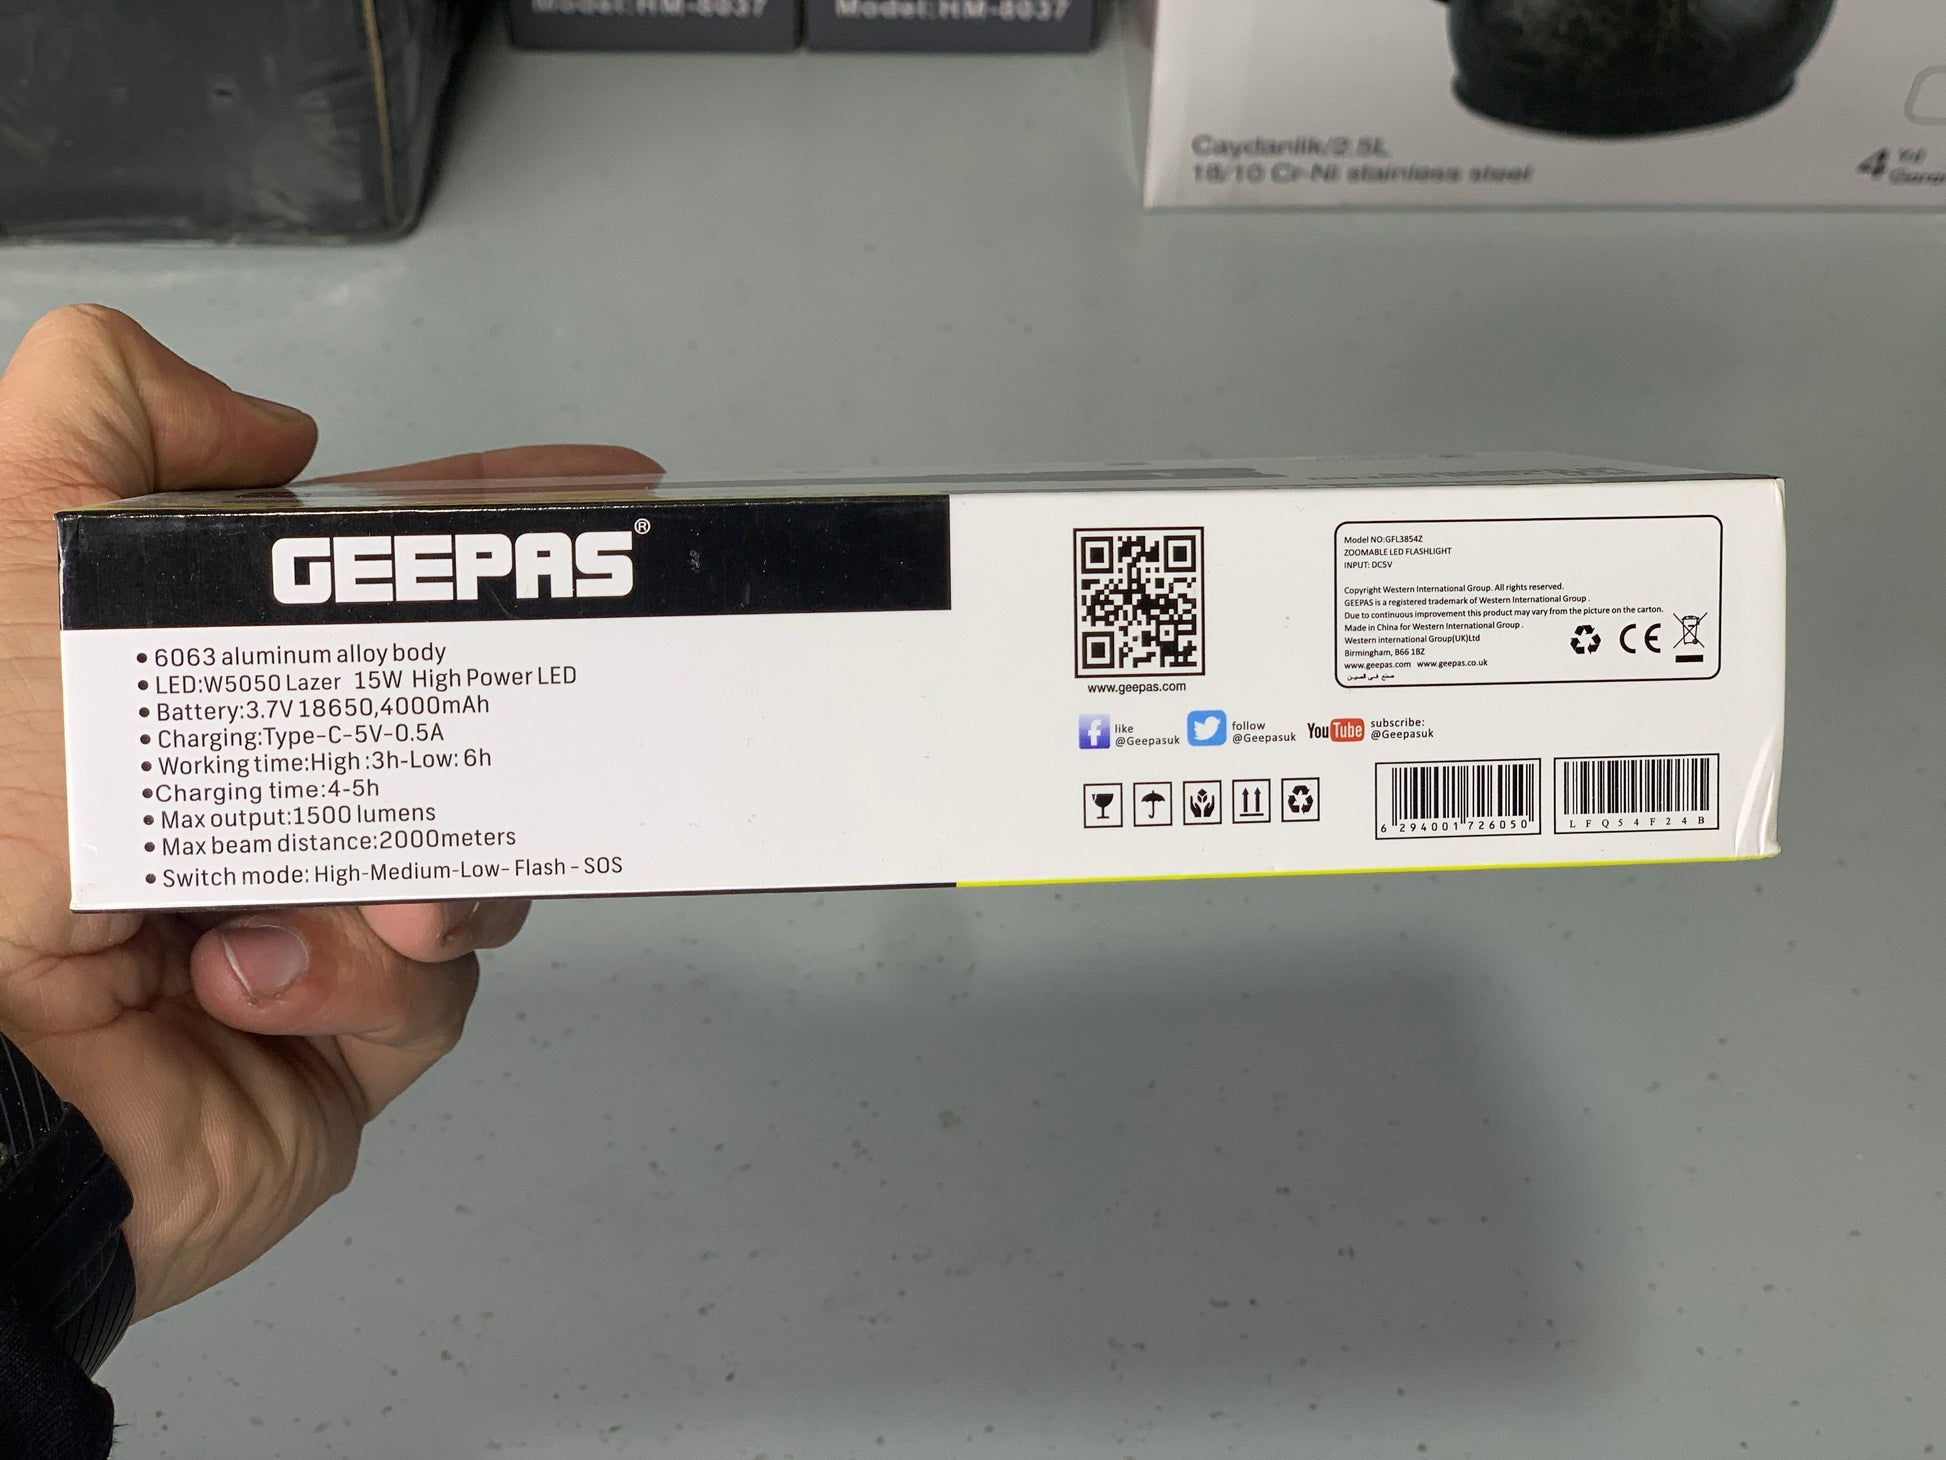 Model:HM-8037
Model:HM-8037
Caydanlik/2.5L
18/10 Cr-Ni stainless steel
4 Yıl
GEEPAS®
• 6063 aluminum alloy body
• LED:W5050 Lazer 15W High Power LED
• Battery:3.7V 18650,4000mAh
• Charging:Type-C-5V-0.5A
• Working time:High:3h-Low: 6h
• Charging time:4-5h
• Max output:1500 lumens
• Max beam distance:2000meters
• Switch mode: High-Medium-Low- Flash - SOS
www.geepas.com
like
@Geepasuk
follow
@Geepasuk
YouTube
subscribe:
@Geepasuk
Model NO:GFL3854Z
ZOOMABLE LED FLASHLIGHT
INPUT: DC5V
Copyright Western International Group. All rights reserved.
GEEPAS is a registered trademark of Western International Group .
Due to continuous improvement this product may vary from the picture on the carton.
Made in China for Western International Group .
Western international Group(UK)Ltd
Birmingham, B66 1BZ
www.geepas.com www.geepas.co.uk
صنع في الصين
CE
6 294001 726050
LFQ54F24B